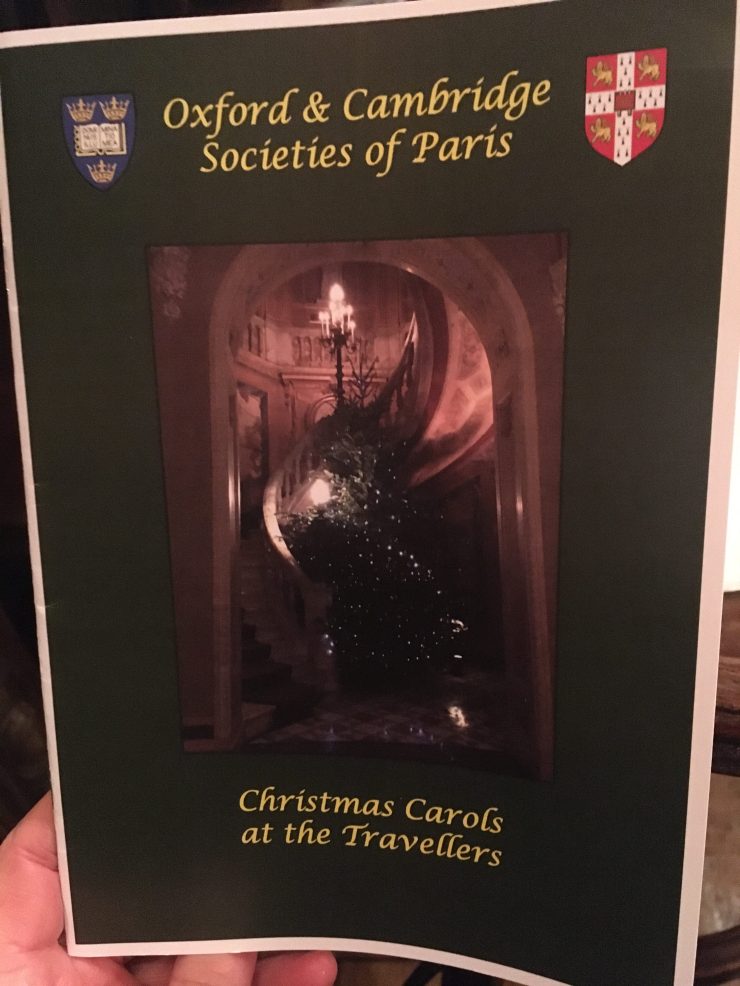 Oxford & Cambridge
Societies of Paris
Christmas Carols
at the Travellers